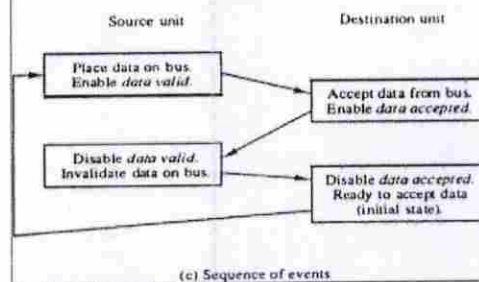 Source unit
Destination unit
Place data on bus.
Enable data valid.
Accept data from bus.
Enable data accepted.
Disable data valid.
Invalidate data on bus.
Disable data accepted.
Ready to accept data
(initial state).
(c) Sequence of events